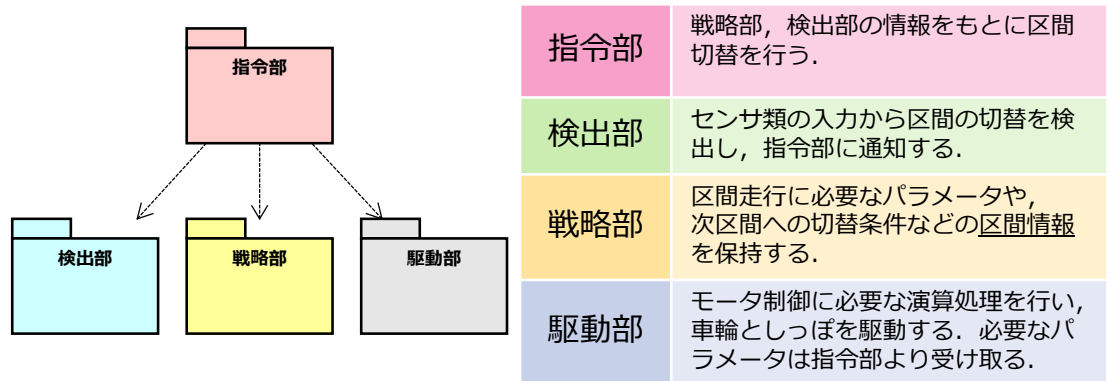 指令部
検出部
戦略部
駆動部
指令部
戦略部，検出部の情報をもとに区間
切替を行う．
検出部
センサ類の入力から区間の切替を検
出し，指令部に通知する．
戦略部
区間走行に必要なパラメータや，
次区間への切替条件などの区間情報
を保持する．
駆動部
モータ制御に必要な演算処理を行い，
車輪としっぽを駆動する．必要なパ
ラメータは指令部より受け取る．